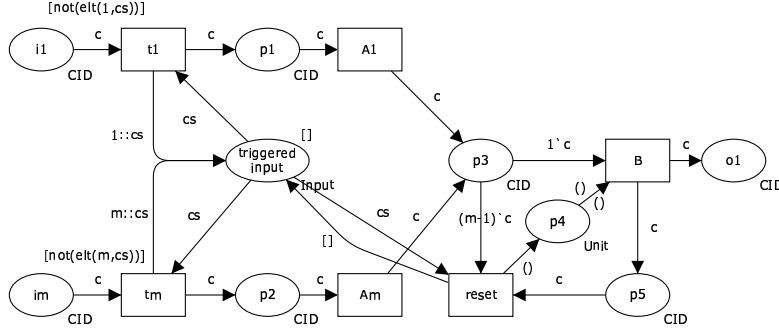 [not(elt(1,cs))]
i1
c
t1
c
p1
c
A1
CID
CID
cs
c
1::cs
[]
triggered
input
Input
p3
1`c
B
c
o1
CID
CID
m::cs
cs
cs
c
(m-1)`c
()
()
p4
Unit
c
[]
[not(elt(m,cs))]
()
im
c
tm
c
p2
c
Am
reset
c
p5
CID
CID
CID